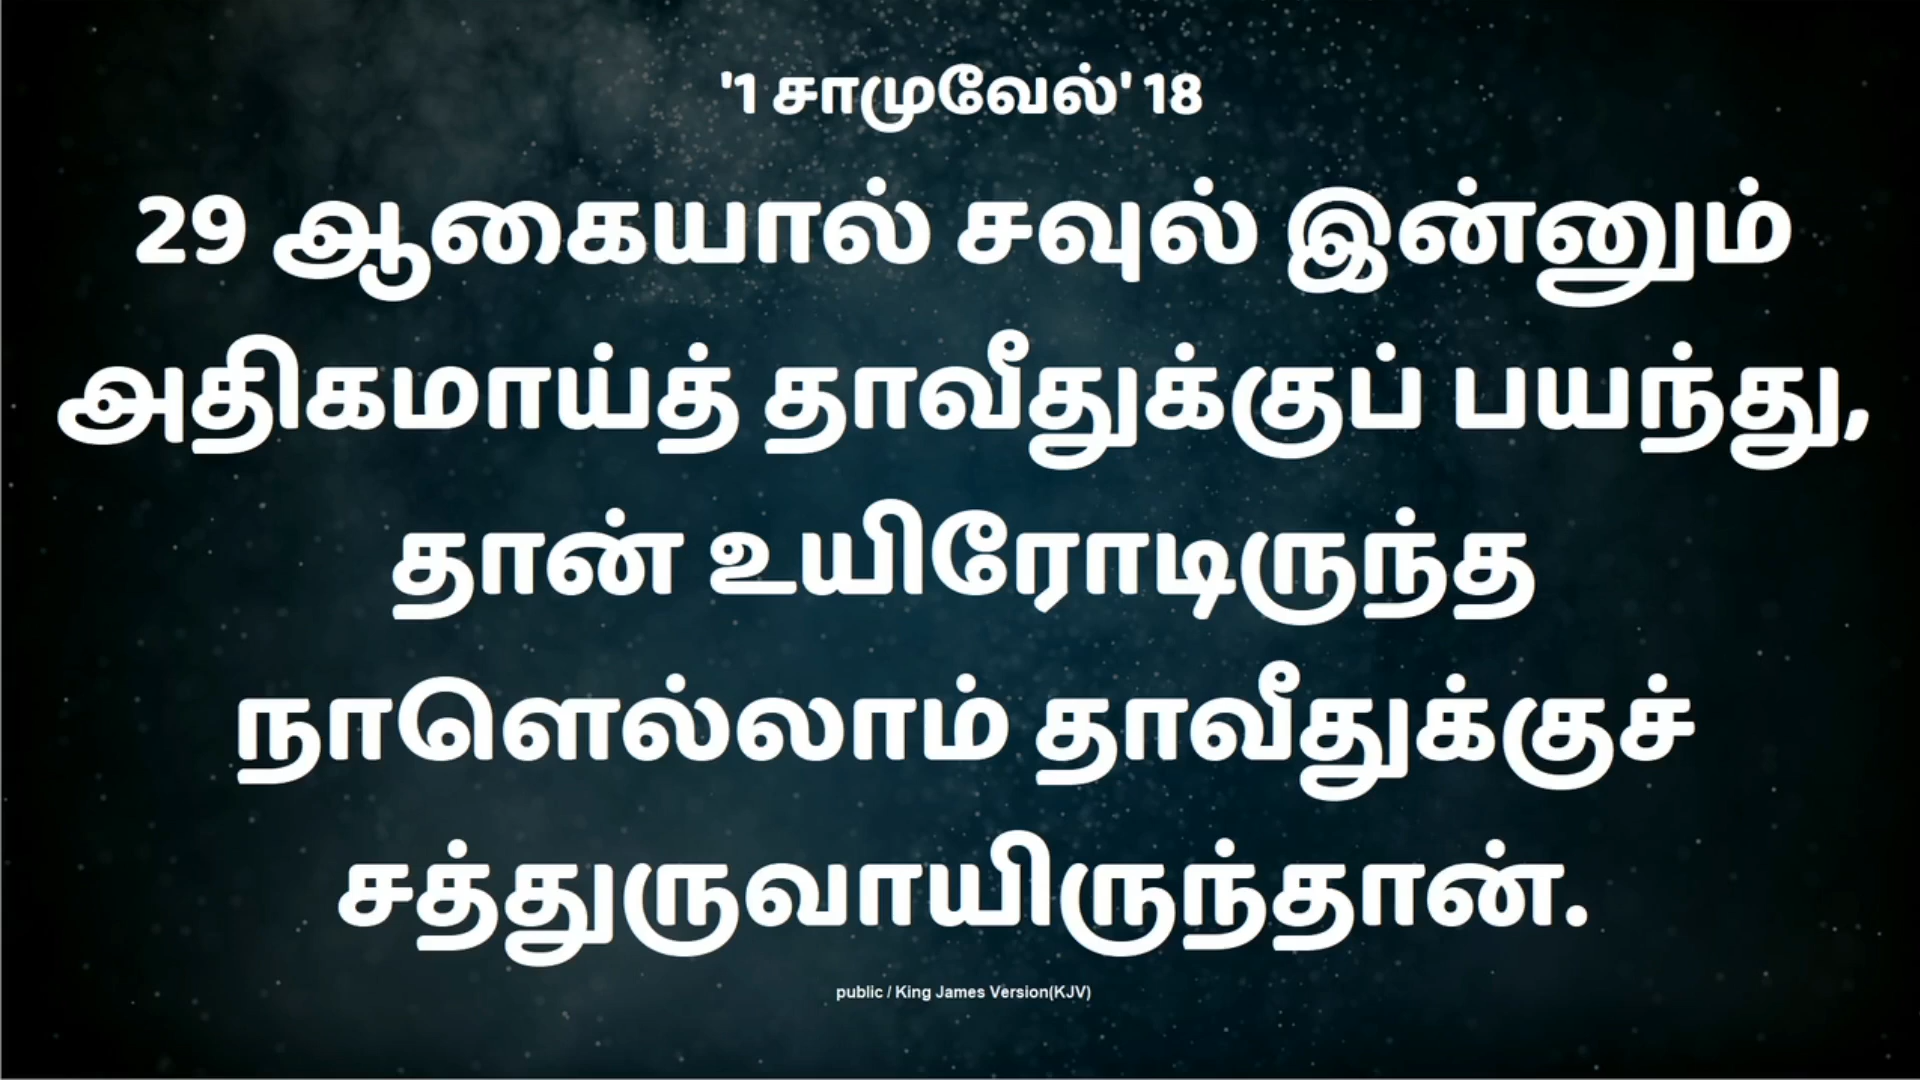 '1 சாமுவேல்' 18
29 ஆகையால் சவுல் இன்னும்
அதிகமாய்த் தாவீதுக்குப் பயந்து,
தான் உயிரோடிருந்த
நாளெல்லாம் தாவீதுக்குச்
சத்துருவாயிருந்தான்.
public / King James Version(KJV)